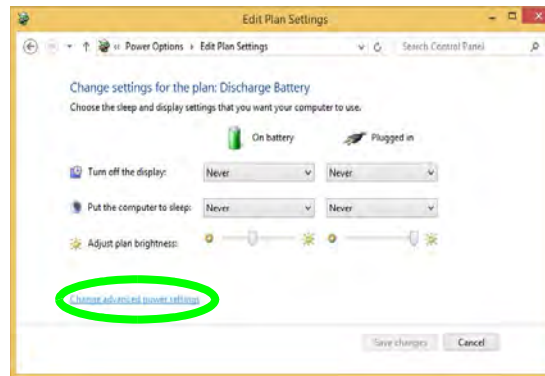 Edit Plan Settings
« Power Options › Edit Plan Settings
Search Control Panel
Change settings for the plan: Discharge Battery
Choose the sleep and display settings that you want your computer to use.
On battery Plugged in
Turn off the display: Never Never
Put the computer to sleep: Never Never
Adjust plan brightness:
Change advanced power settings
Save changes Cancel